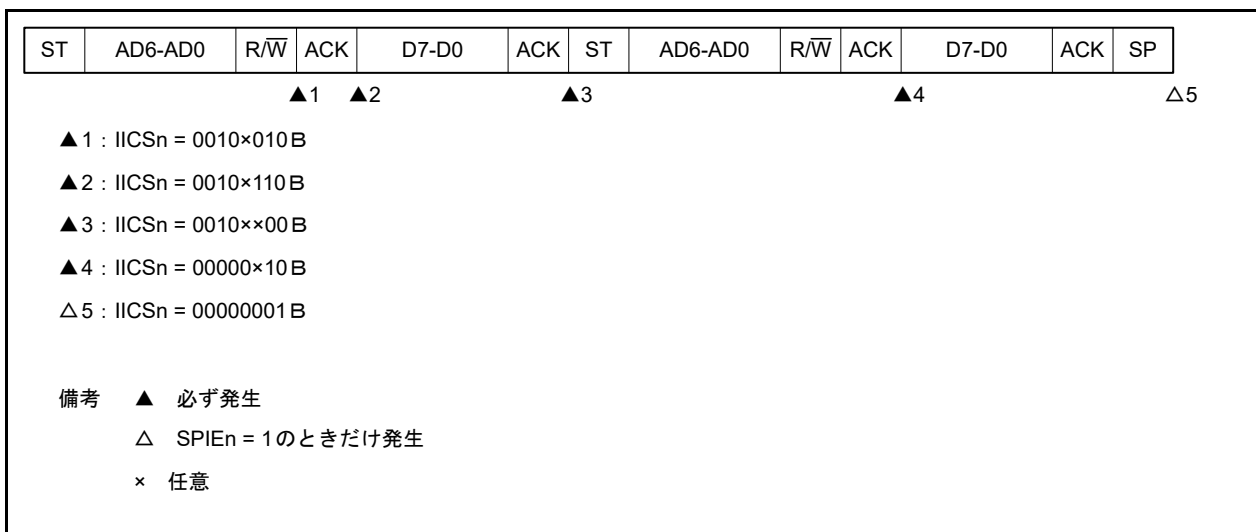 ST AD6-AD0 R/W̅ ACK D7-D0 ACK ST AD6-AD0 R/W̅ ACK D7-D0 ACK SP
▲1 ▲2 ▲3 ▲4 △5
▲1：IICSn = 0010×010B
▲2：IICSn = 0010×110B
▲3：IICSn = 0010××00B
▲4：IICSn = 00000×10B
△5：IICSn = 00000001B
備考 ▲ 必ず発生
△ SPIEn = 1のときだけ発生
× 任意